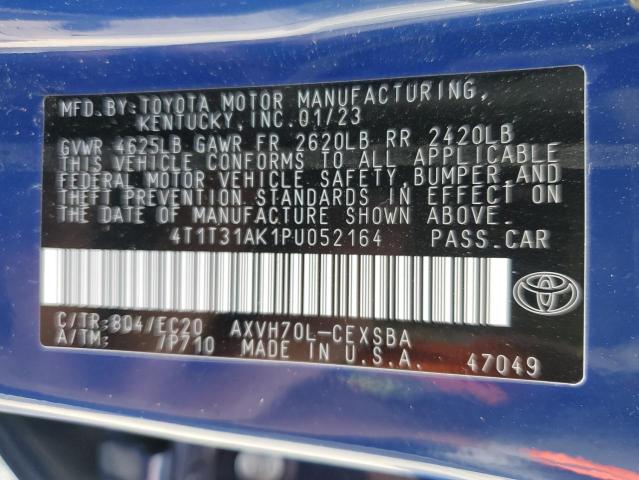 MFD.BY: TOYOTA MOTOR MANUFACTURING,
KENTUCKY, INC. 01/23
GVWR 4625LB GAWR FR 2620LB RR 2420LB
THIS VEHICLE CONFORMS TO ALL APPLICABLE
FEDERAL MOTOR VEHICLE SAFETY, BUMPER AND
THEFT PREVENTION STANDARDS IN EFFECT ON
THE DATE OF MANUFACTURE SHOWN ABOVE.
4T1T31AK1PU052164 PASS.CAR
C/TR: 8D4/EC20 AXVH70L-CEXSBA
A/TM: /P710 MADE IN U.S.A. 47049